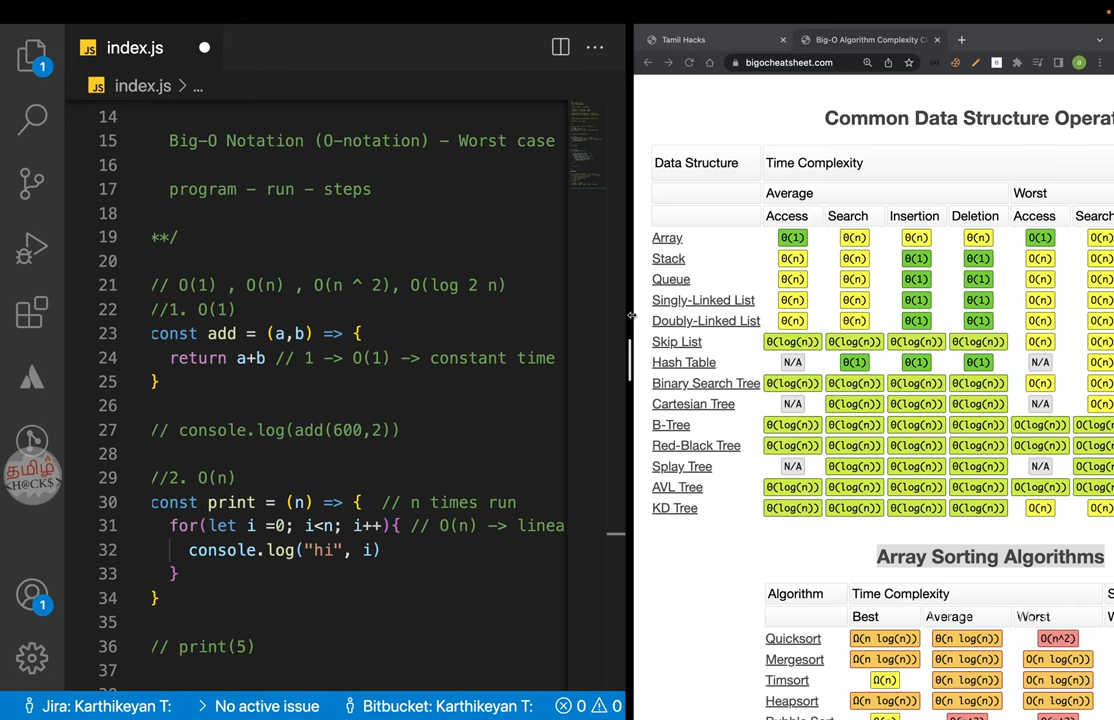 index.js
1
index.js > ...
14
15 Big-O Notation (O-notation) - Worst case
16
17 program - run - steps
18
19 **/
20
21 // O(1) , O(n) , O(n ^ 2), O(log 2 n)
22 //1. O(1)
23 const add = (a,b) => {
24 return a+b // 1 -> O(1) -> constant time
25 }
26
27 // console.log(add(600,2))
28
29 //2. O(n)
30 const print = (n) => { // n times run
31 for(let i =0; i<n; i++){ // O(n) -> linea
32 console.log("hi", i)
33 }
34 }
35
36 // print(5)
37
தமிழ்
<H@CK$>
1
Jira: Karthikeyan T: > No active issue Bitbucket: Karthikeyan T: 0 0
Tamil Hacks Big-O Algorithm Complexity C
bigocheatsheet.com
Common Data Structure Operat
Data Structure Time Complexity
Average Worst
Access Search Insertion Deletion Access Search
Array Θ(1) Θ(n) Θ(n) Θ(n) O(1) O(n)
Stack Θ(n) Θ(n) Θ(1) Θ(1) O(n) O(n)
Queue Θ(n) Θ(n) Θ(1) Θ(1) O(n) O(n)
Singly-Linked List Θ(n) Θ(n) Θ(1) Θ(1) O(n) O(n)
Doubly-Linked List Θ(n) Θ(n) Θ(1) Θ(1) O(n) O(n)
Skip List Θ(log(n)) Θ(log(n)) Θ(log(n)) Θ(log(n)) O(n) O(n)
Hash Table N/A Θ(1) Θ(1) Θ(1) N/A O(n)
Binary Search Tree Θ(log(n)) Θ(log(n)) Θ(log(n)) Θ(log(n)) O(n) O(n)
Cartesian Tree N/A Θ(log(n)) Θ(log(n)) Θ(log(n)) N/A O(n)
B-Tree Θ(log(n)) Θ(log(n)) Θ(log(n)) Θ(log(n)) O(log(n)) O(log(
Red-Black Tree Θ(log(n)) Θ(log(n)) Θ(log(n)) Θ(log(n)) O(log(n)) O(log(
Splay Tree N/A Θ(log(n)) Θ(log(n)) Θ(log(n)) N/A O(log(
AVL Tree Θ(log(n)) Θ(log(n)) Θ(log(n)) Θ(log(n)) O(log(n)) O(log(
KD Tree Θ(log(n)) Θ(log(n)) Θ(log(n)) Θ(log(n)) O(n) O(n)
Array Sorting Algorithms
Algorithm Time Complexity S
Best Average Worst W
Quicksort Ω(n log(n)) Θ(n log(n)) O(n^2)
Mergesort Ω(n log(n)) Θ(n log(n)) O(n log(n))
Timsort Ω(n) Θ(n log(n)) O(n log(n))
Heapsort Ω(n log(n)) Θ(n log(n)) O(n log(n))